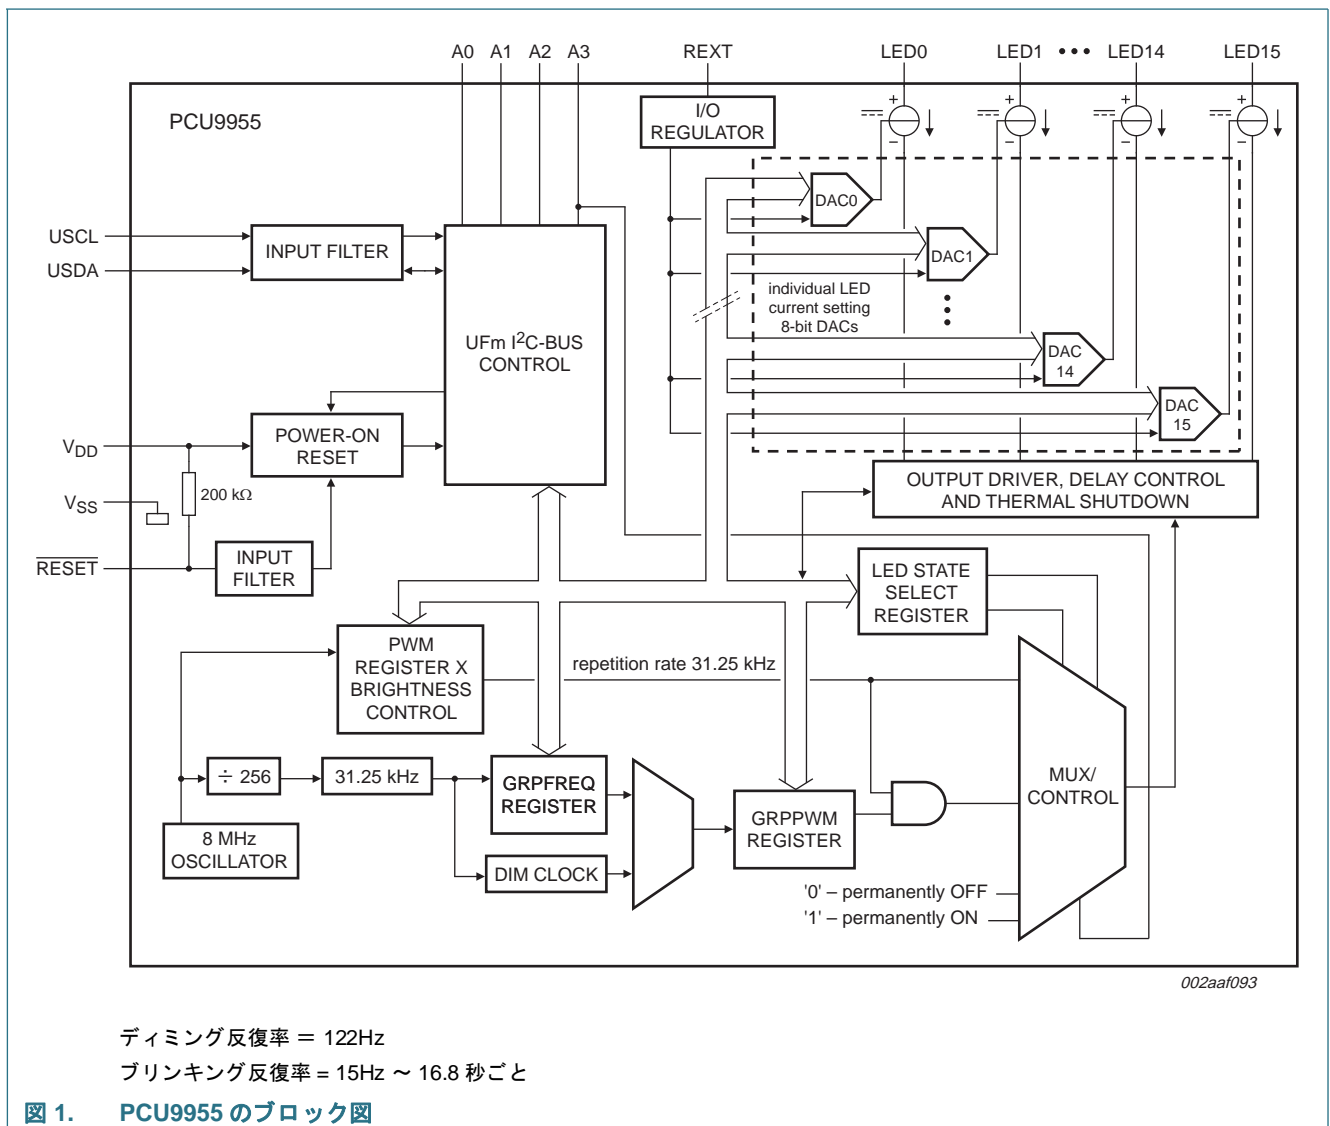 A0 A1 A2 A3 REXT LED0 LED1 ••• LED14 LED15
PCU9955
I/O
REGULATOR
+ − + − + − + −
DAC0
USCL
USDA
INPUT FILTER
DAC1
individual LED
current setting
8-bit DACs
UFm I²C-BUS
CONTROL
DAC
14
DAC
15
VDD
POWER-ON
RESET
200 kΩ
VSS
OUTPUT DRIVER, DELAY CONTROL
AND THERMAL SHUTDOWN
RESET
INPUT
FILTER
LED STATE
SELECT
REGISTER
PWM
REGISTER X
BRIGHTNESS
CONTROL
repetition rate 31.25 kHz
÷ 256
31.25 kHz
GRPFREQ
REGISTER
MUX/
CONTROL
GRPPWM
REGISTER
8 MHz
OSCILLATOR
DIM CLOCK
'0' – permanently OFF
'1' – permanently ON
002aaf093
ディミング反復率 = 122Hz
ブリンキング反復率 = 15Hz ～ 16.8 秒ごと
図 1. PCU9955 のブロック図